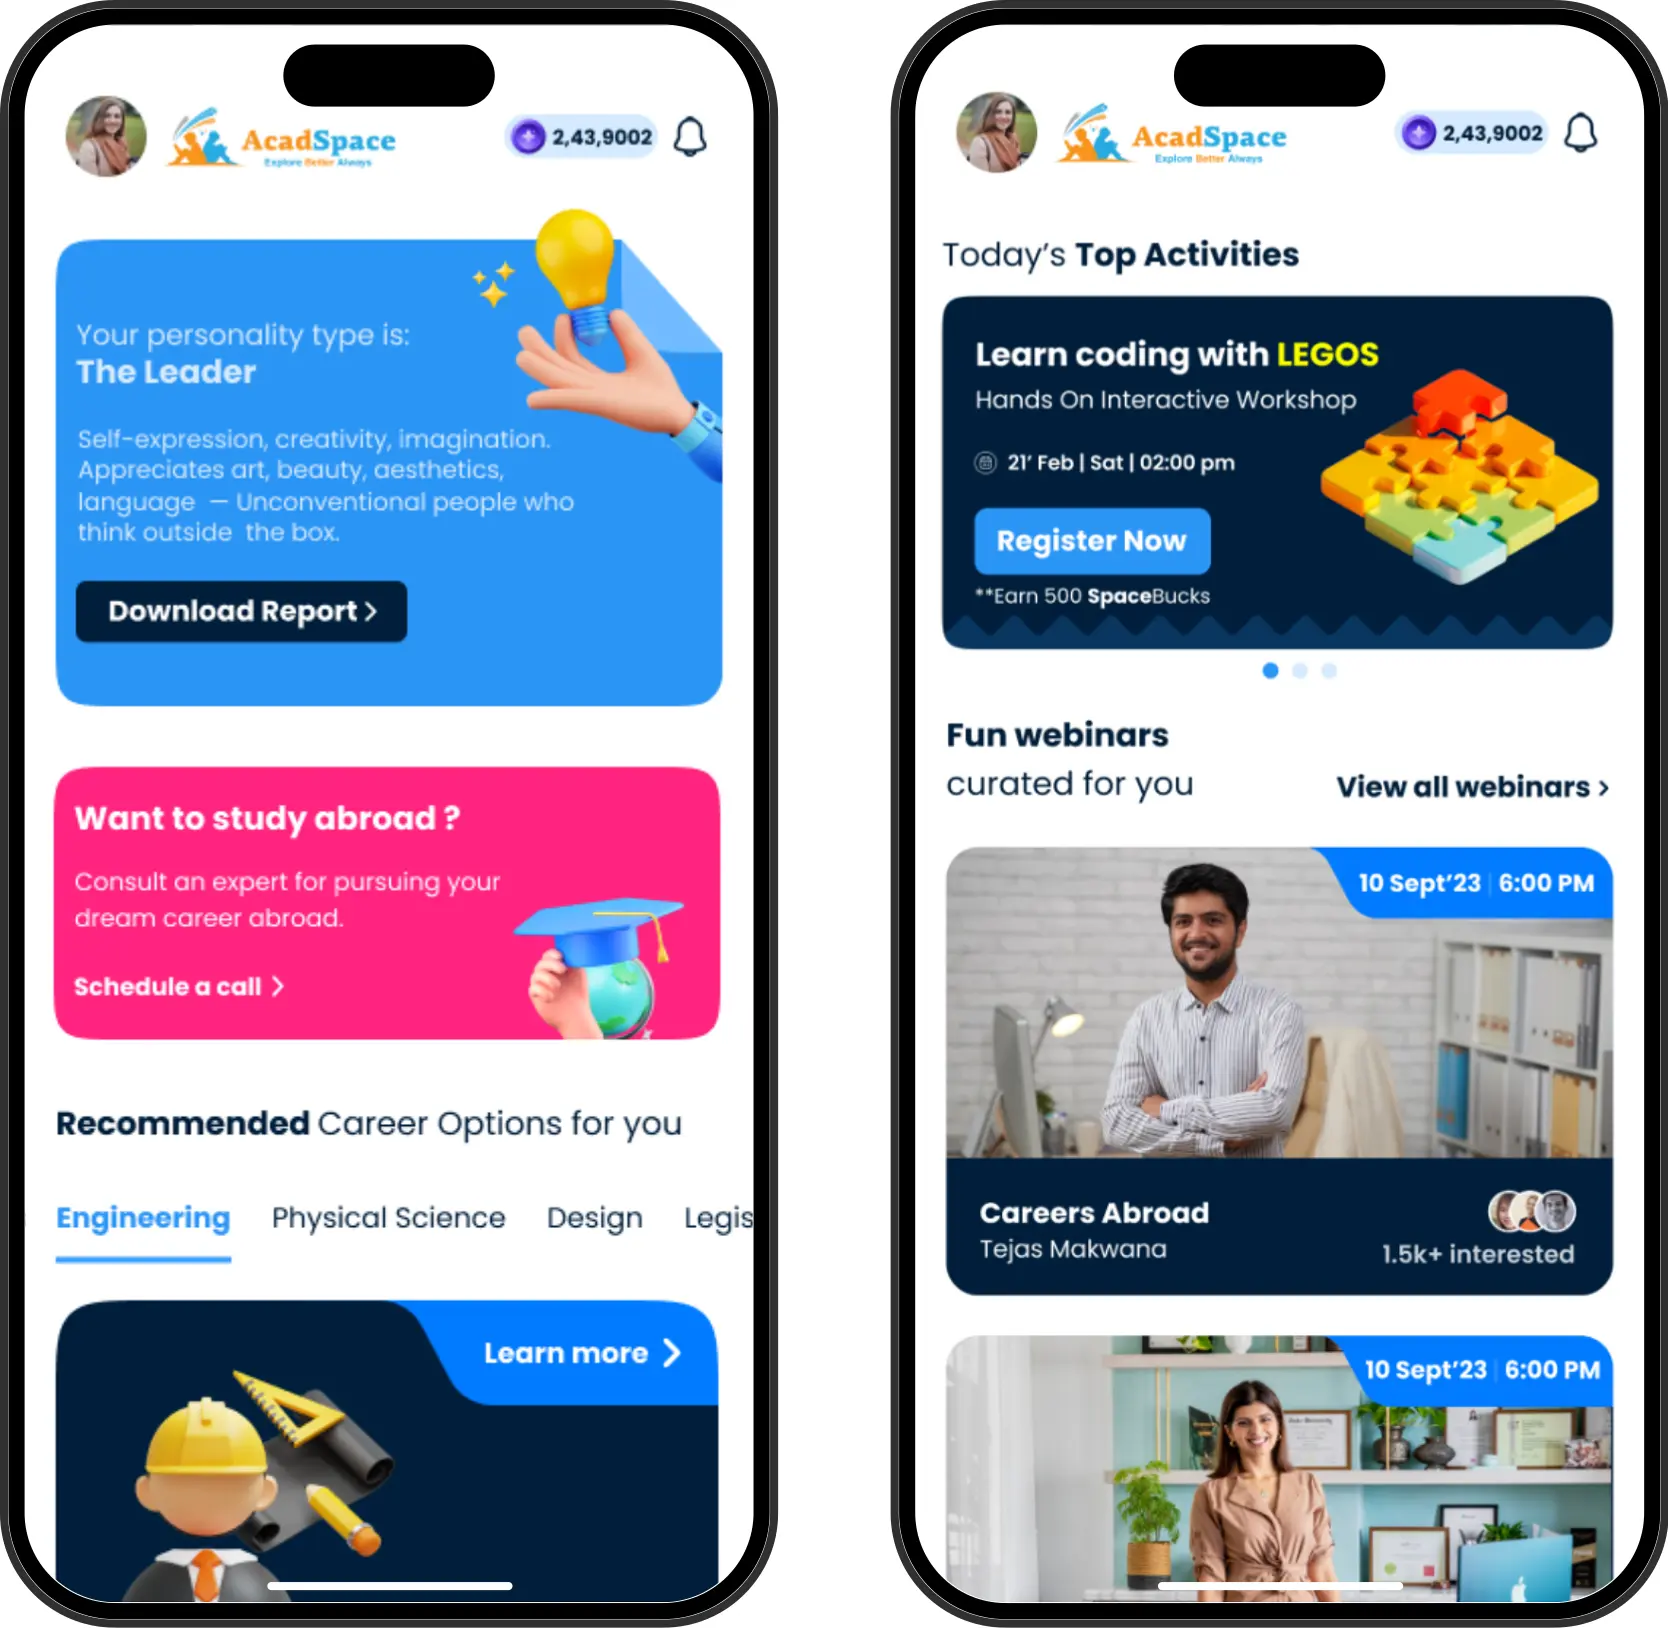 AcadSpace
Explore Better Always
2,43,9002
Your personality type is:
The Leader
Self-expression, creativity, imagination.
Appreciates art, beauty, aesthetics,
language — Unconventional people who
think outside the box.
Download Report >
Want to study abroad ?
Consult an expert for pursuing your
dream career abroad.
Schedule a call >
Recommended Career Options for you
Engineering Physical Science Design Legis
Learn more >
AcadSpace
Explore Better Always
2,43,9002
Today's Top Activities
Learn coding with LEGOS
Hands On Interactive Workshop
21' Feb | Sat | 02:00 pm
Register Now
**Earn 500 SpaceBucks
Fun webinars
curated for you
View all webinars >
10 Sept'23 | 6:00 PM
Careers Abroad
Tejas Makwana
1.5k+ interested
10 Sept'23 | 6:00 PM